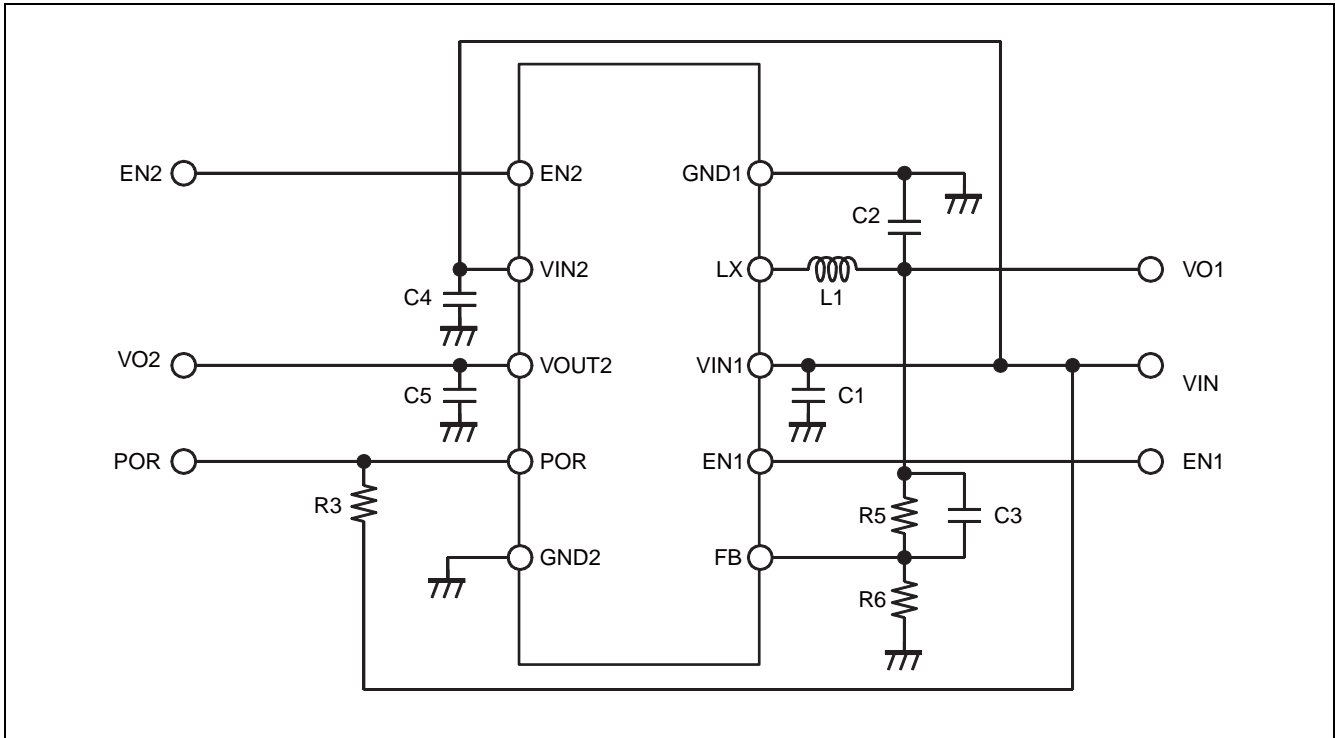 EN2
EN2
GND1
C2
VIN2
LX
VO1
C4
L1
VO2
VOUT2
VIN1
VIN
C5
C1
POR
POR
EN1
EN1
R3
R5
C3
GND2
FB
R6